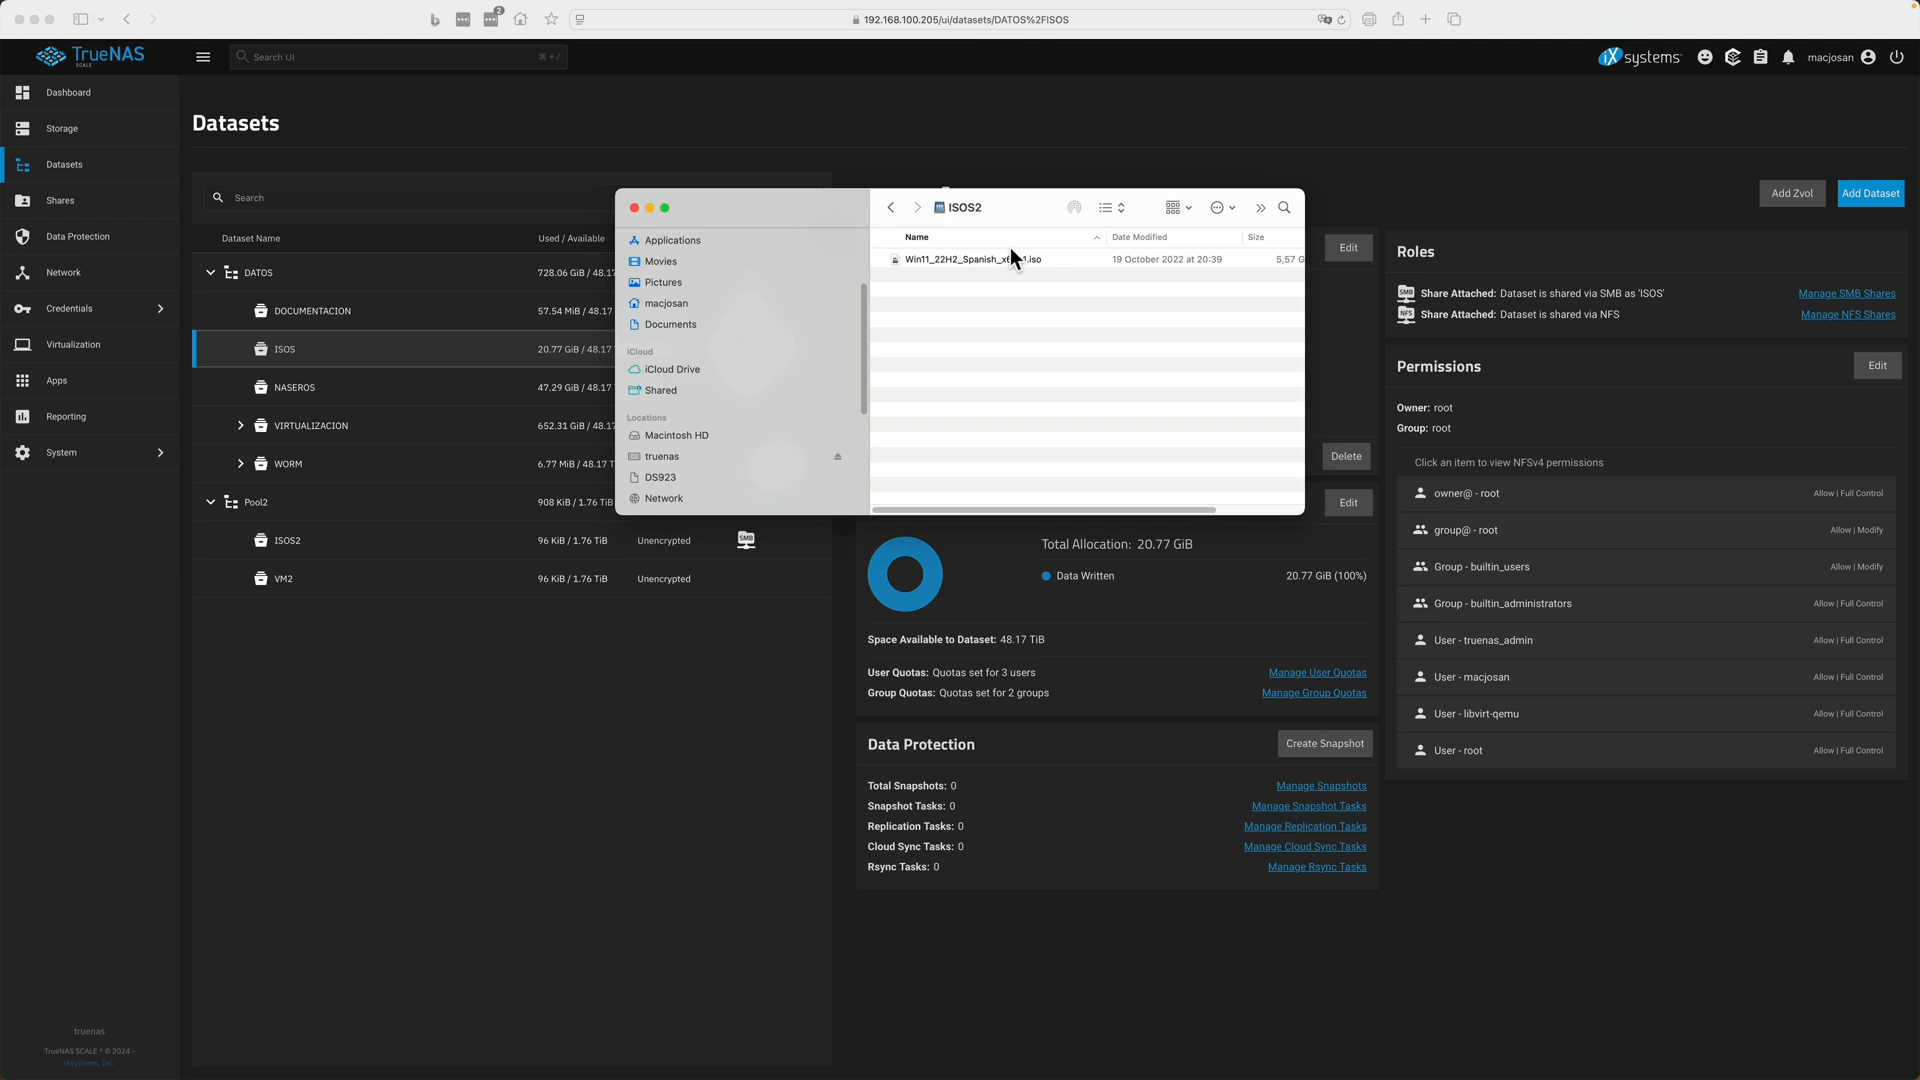 2
192.168.100.205/ui/datasets/DATOS%2FISOS
TrueNAS
SCALE
Search UI
⌘+/
iXsystems
macjosan
Dashboard
Storage
Datasets
Shares
Data Protection
Network
Credentials
Virtualization
Apps
Reporting
System
truenas
TrueNAS SCALE ® © 2024 -
iXsystems, Inc.
Datasets
Add Zvol
Add Dataset
Search
Dataset Name Used / Available
DATOS 728.06 GiB / 48.17
DOCUMENTACION 57.54 MiB / 48.17
ISOS 20.77 GiB / 48.17
NASEROS 47.29 GiB / 48.17
VIRTUALIZACION 652.31 GiB / 48.17
WORM 6.77 MiB / 48.17 T
Pool2 908 KiB / 1.76 TiB
ISOS2 96 KiB / 1.76 TiB Unencrypted SMB
VM2 96 KiB / 1.76 TiB Unencrypted
Applications
Movies
Pictures
macjosan
Documents
iCloud
iCloud Drive
Shared
Locations
Macintosh HD
truenas
DS923
Network
ISOS2
Name Date Modified Size
Win11_22H2_Spanish_x 1.iso 19 October 2022 at 20:39 5,57 G
Edit
Delete
Edit
Total Allocation: 20.77 GiB
Data Written 20.77 GiB (100%)
Space Available to Dataset: 48.17 TiB
User Quotas: Quotas set for 3 users Manage User Quotas
Group Quotas: Quotas set for 2 groups Manage Group Quotas
Data Protection
Create Snapshot
Total Snapshots: 0 Manage Snapshots
Snapshot Tasks: 0 Manage Snapshot Tasks
Replication Tasks: 0 Manage Replication Tasks
Cloud Sync Tasks: 0 Manage Cloud Sync Tasks
Rsync Tasks: 0 Manage Rsync Tasks
Roles
SMB Share Attached: Dataset is shared via SMB as 'ISOS' Manage SMB Shares
NFS Share Attached: Dataset is shared via NFS Manage NFS Shares
Permissions
Edit
Owner: root
Group: root
Click an item to view NFSv4 permissions
owner@ - root Allow | Full Control
group@ - root Allow | Modify
Group - builtin_users Allow | Modify
Group - builtin_administrators Allow | Full Control
User - truenas_admin Allow | Full Control
User - macjosan Allow | Full Control
User - libvirt-qemu Allow | Full Control
User - root Allow | Full Control